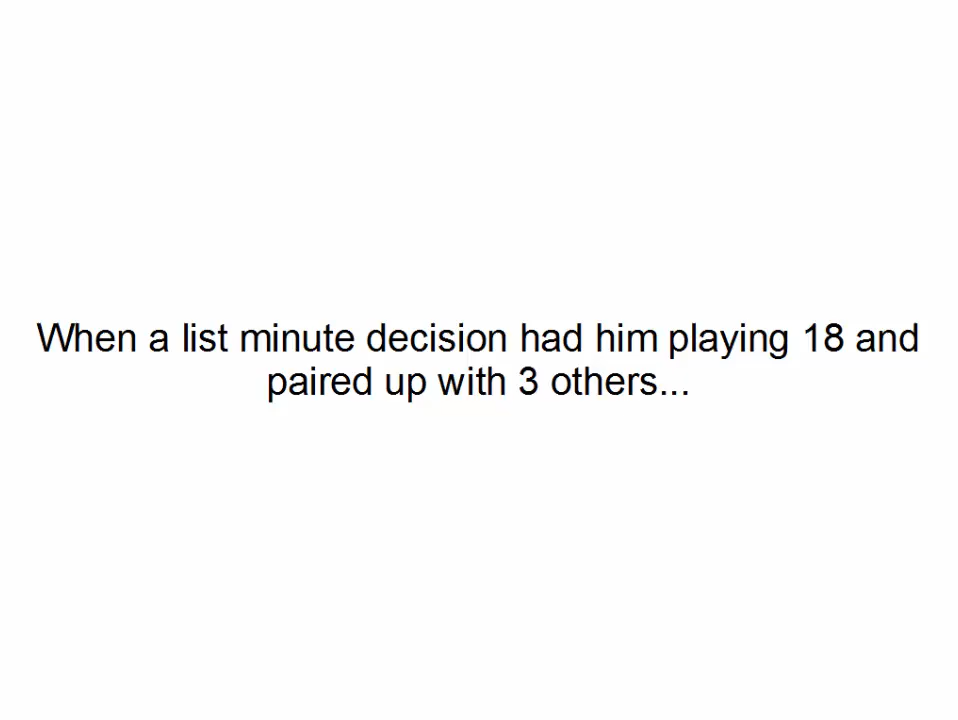 When a list minute decision had him playing 18 and
paired up with 3 others...